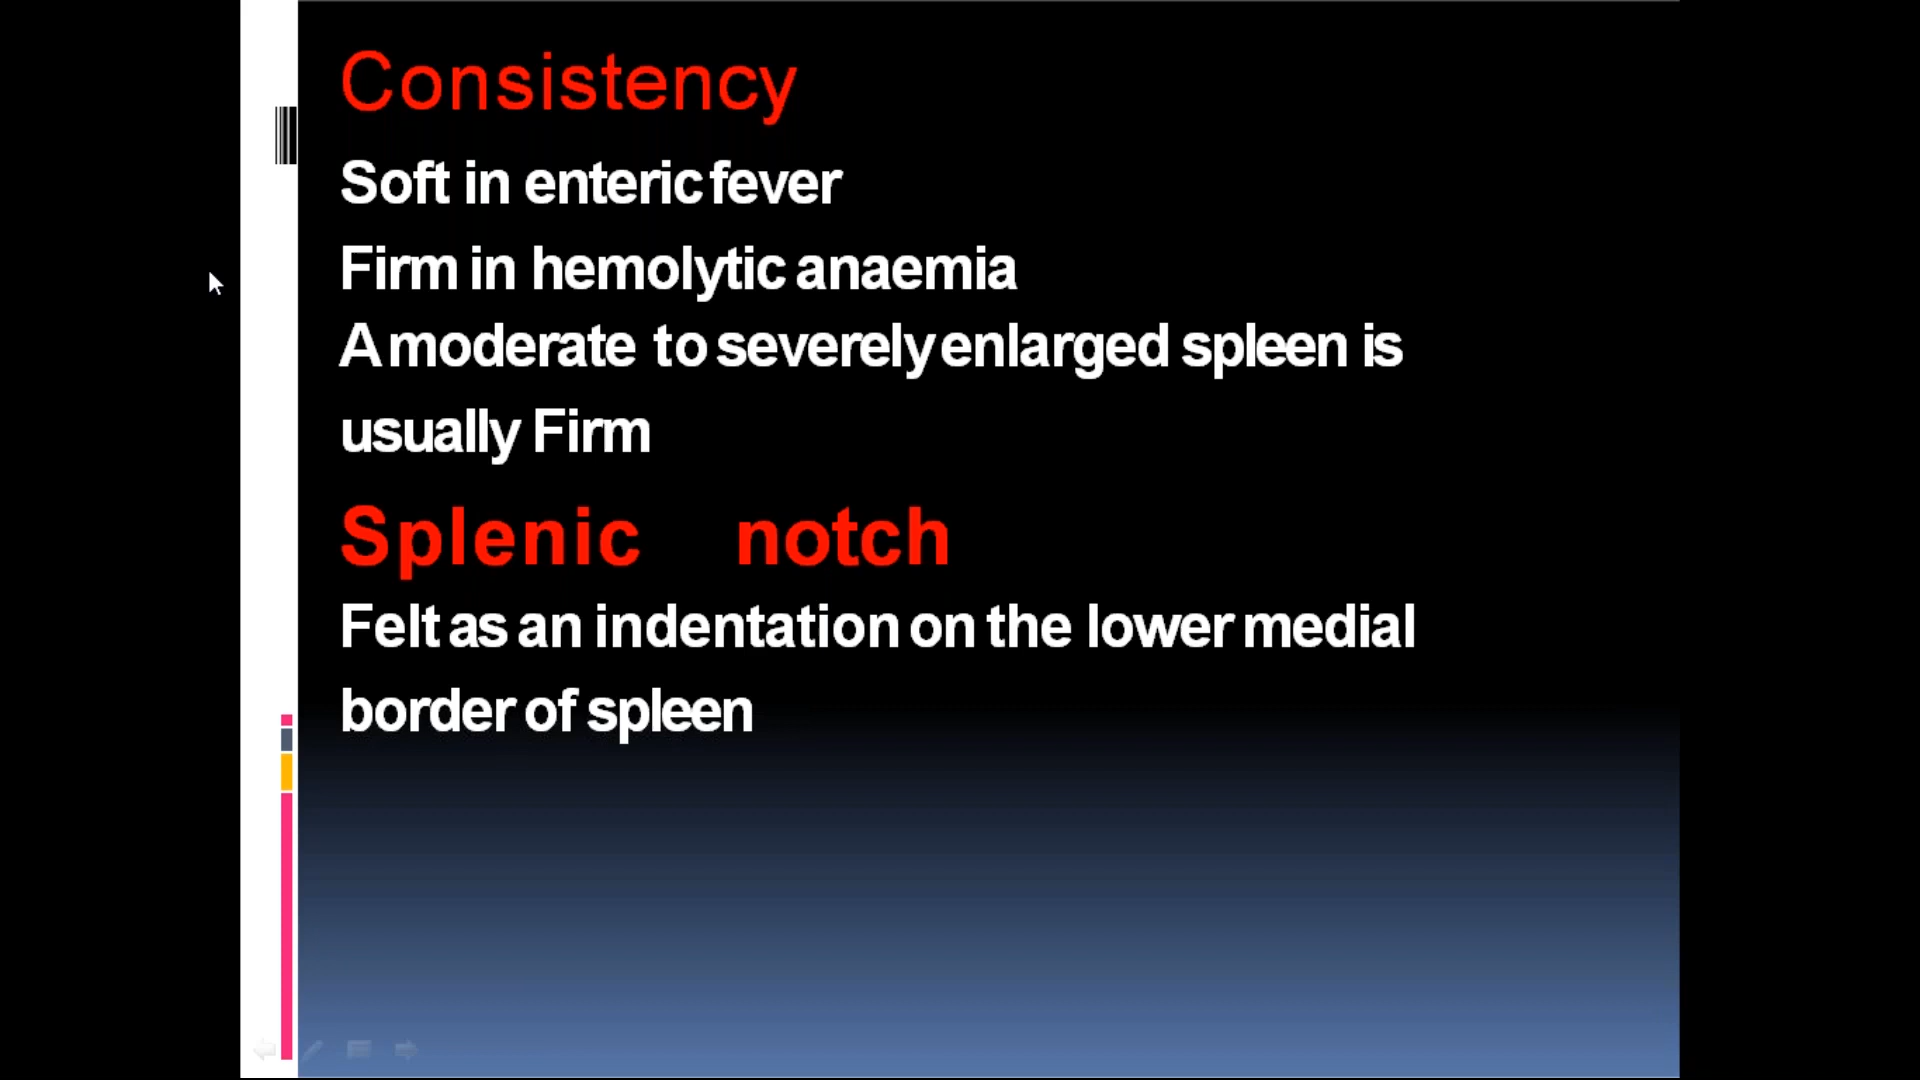 Consistency
Soft in enteric fever
Firm in hemolytic anaemia
A moderate to severely enlarged spleen is
usually Firm
Splenic notch
Felt as an indentation on the lower medial
border of spleen